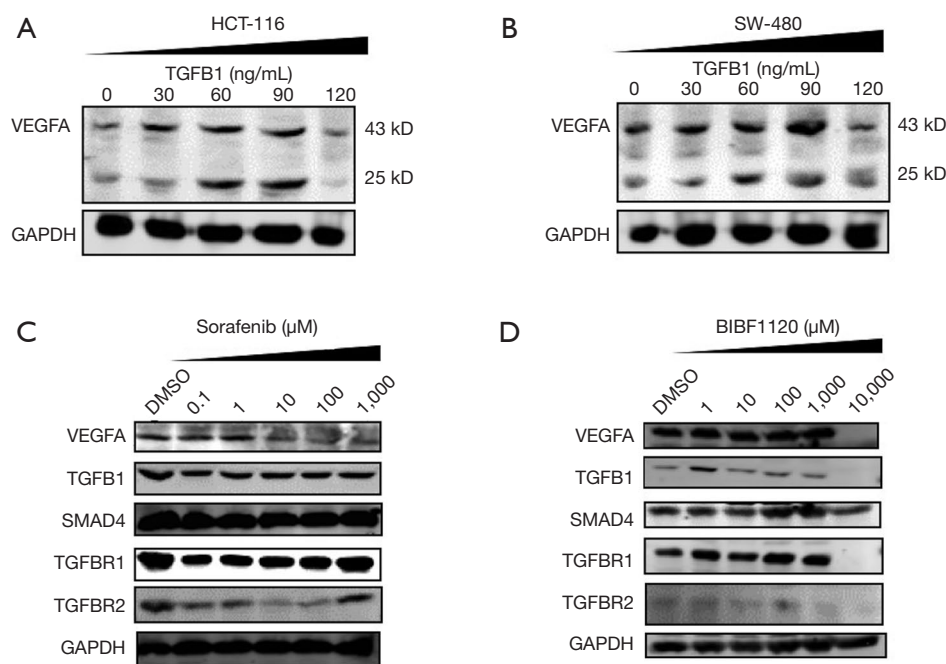 A
HCT-116
TGFB1 (ng/mL)
0 30 60 90 120
VEGFA
43 kD
25 kD
GAPDH
B
SW-480
TGFB1 (ng/mL)
0 30 60 90 120
VEGFA
43 kD
25 kD
GAPDH
C
Sorafenib (µM)
DMSO 0.1 1 10 100 1,000
VEGFA
TGFB1
SMAD4
TGFBR1
TGFBR2
GAPDH
D
BIBF1120 (µM)
DMSO 1 10 100 1,000 10,000
VEGFA
TGFB1
SMAD4
TGFBR1
TGFBR2
GAPDH